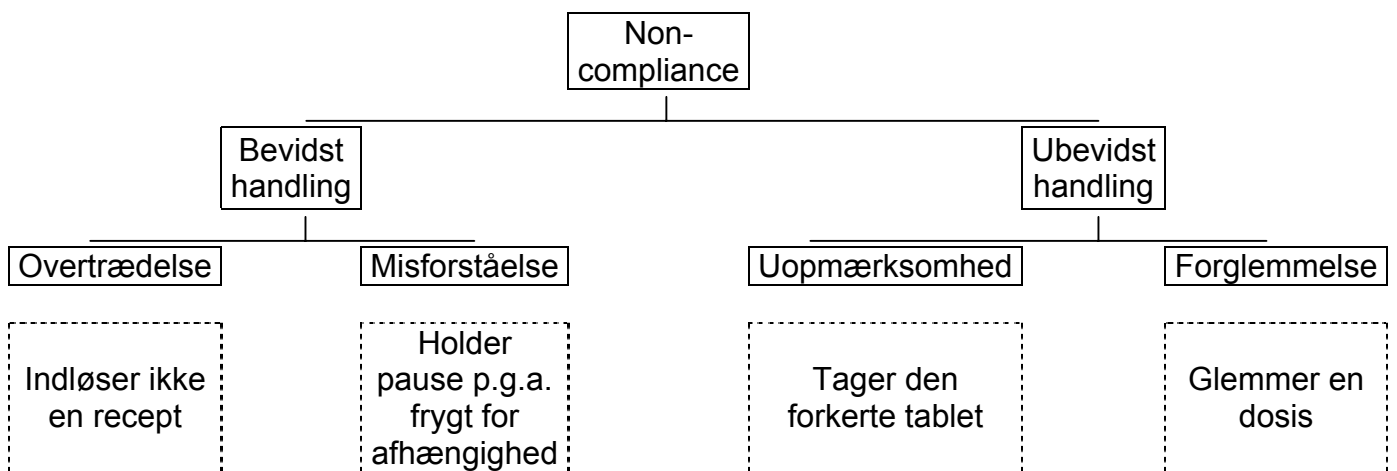 Non-
compliance
Bevidst
handling
Ubevidst
handling
Overtrædelse
Misforståelse
Uopmærksomhed
Forglemmelse
Indløser ikke
en recept
Holder
pause p.g.a.
frygt for
afhængighed
Tager den
forkerte tablet
Glemmer en
dosis